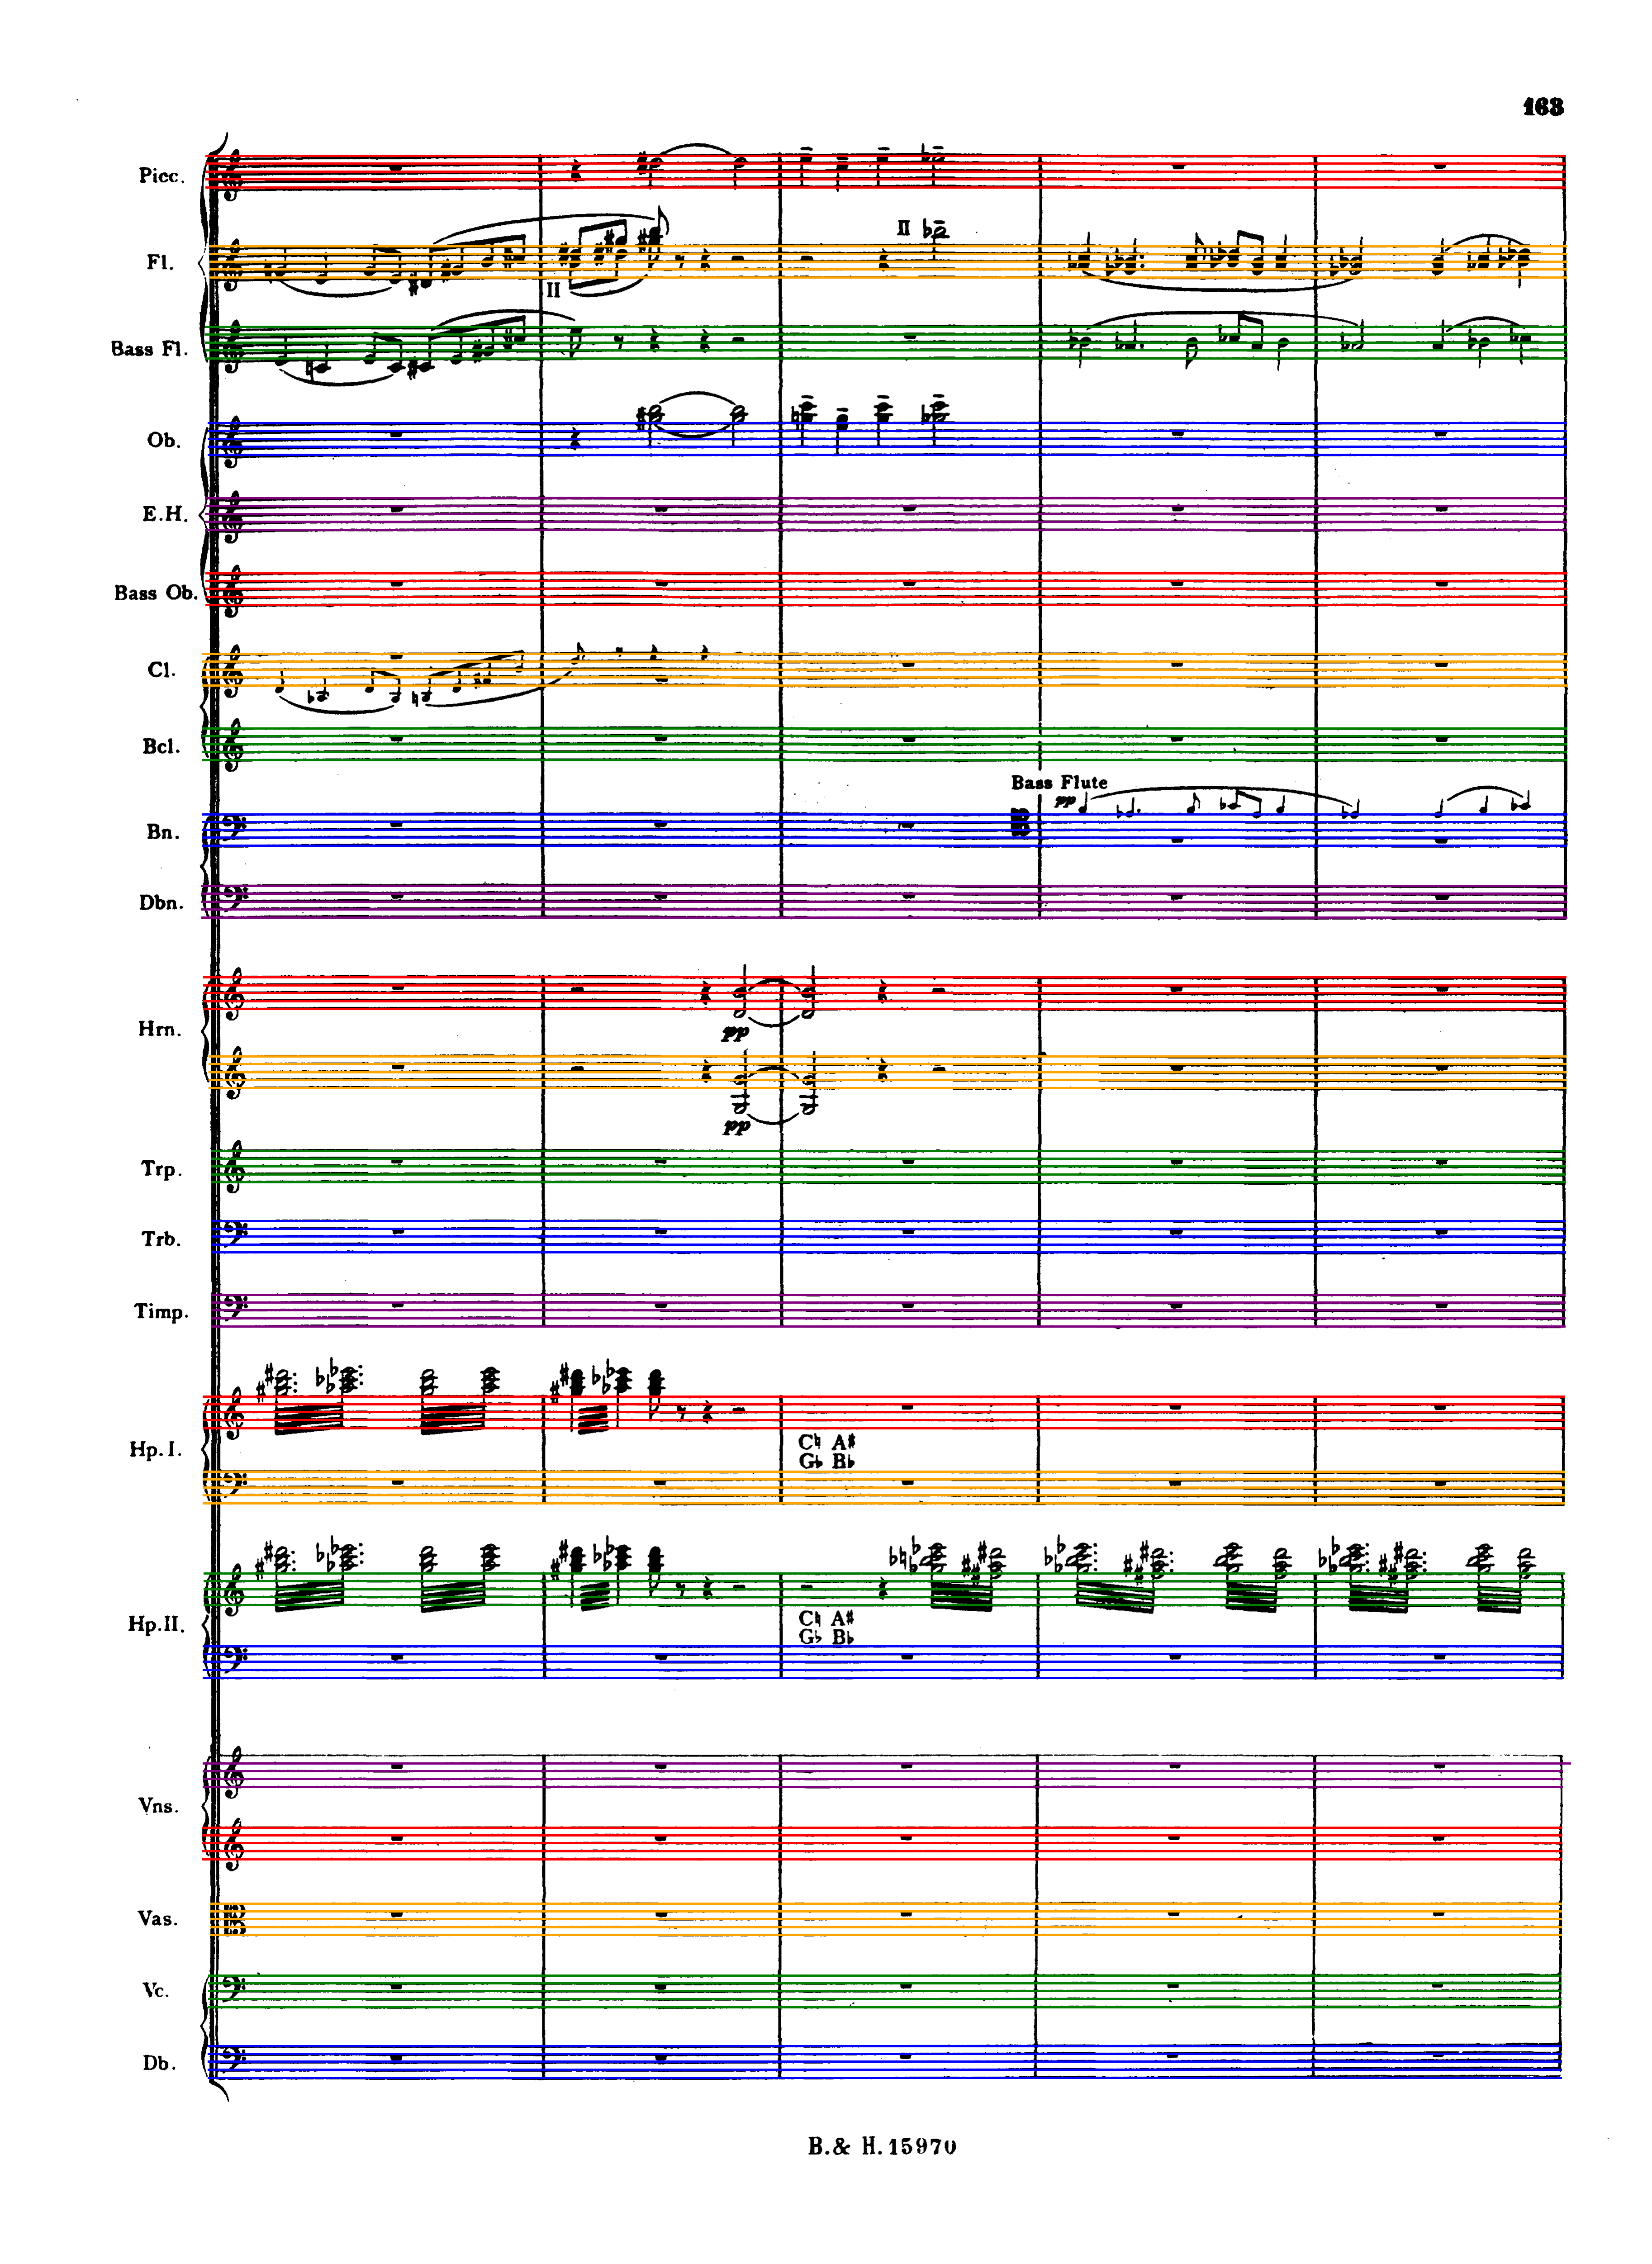 163
Picc.
Fl.
II
II
Bass Fl.
Ob.
E.H.
Bass Ob.
Cl.
Bcl.
Bass Flute
pp
Bn.
Dbn.
Hrn.
pp
pp
Trp.
Trb.
Timp.
Hp. I.
C♮ A♯
G♭ B♭
Hp. II.
C♮ A♯
G♭ B♭
Vns.
Vas.
Vc.
Db.
B. & H. 15970